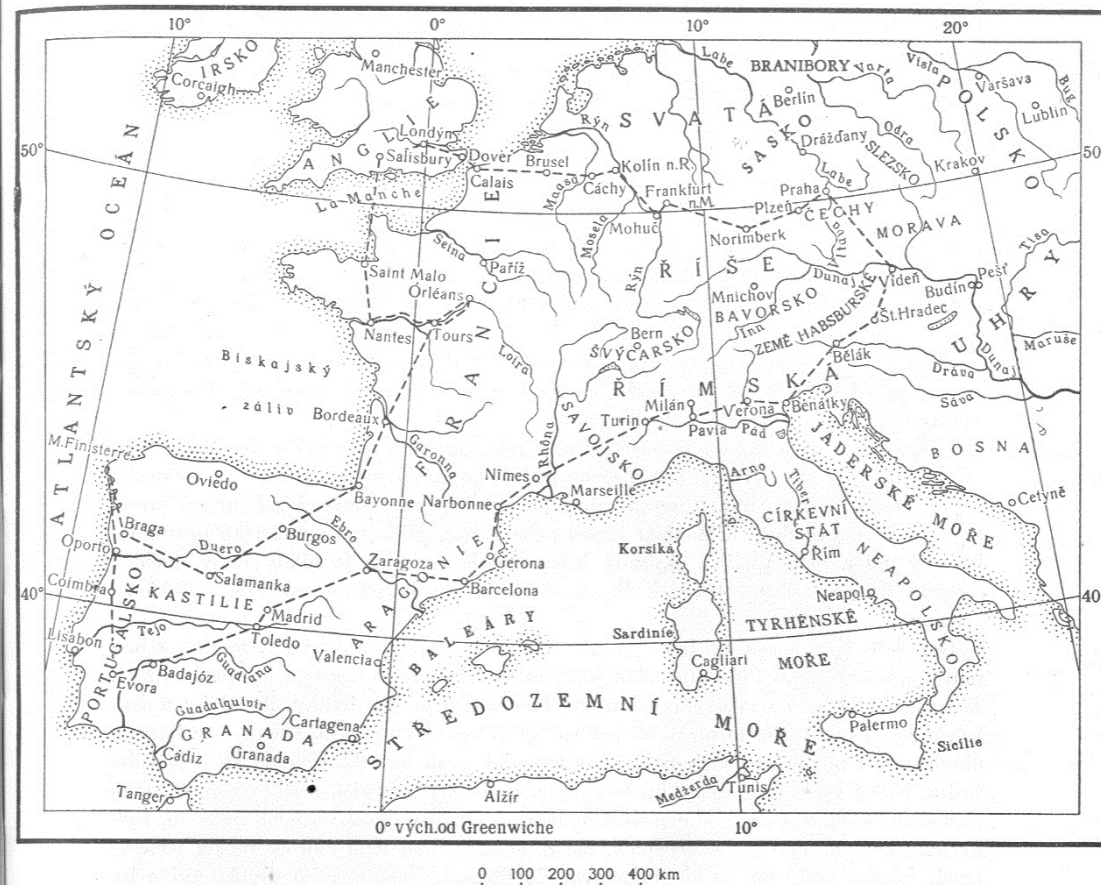 10° 0° 10° 20°
IRSKO
Corcaigh
Manchester
ANGLIE
Londýn
Salisbury
Dover
Calais
La Manche
Brusel
Cáchy
Kolín n.R
Frankfurt n.M.
Mohuč
Norimberk
Rýn
Maasa
Mosela
Rýn
Labe
BRANIBORY
Varta
Visla
Varšava
Bug
Lublin
POLSKO
Berlín
SASKO
Drážďany
Odra
SLEZSKO
Krakov
Labe
Praha
Plzeň
ČECHY
MORAVA
Tisa
50°
50°
SVATÁ
ŘÍŠE
ŘÍMSKÁ
ATLANTSKÝ OCEÁN
Seina
Paříž
Saint Malo
Orléans
Nantes
Tours
Loira
FRANCIE
Mnichov
BAVORSKO
Dunaj
Inn
Vídeň
Budín
Pešť
UHRY
Bern
ŠVÝCARSKO
ZEMĚ HABSBURSKÉ
Št.Hradec
Bělák
Maruše
Dunaj
Dráva
Sáva
Biskajský
záliv
Bordeaux
Garonna
SAVOJSKO
Rhôna
Turin
Milán
Pavia
Verona
Pád
Benátky
JADERSKÉ MOŘE
BOSNA
Cetyně
M.Finisterre
Oviedo
Bayonne
Narbonne
Nîmes
Marseille
Arno
Tiber
CÍRKEVNÍ
STÁT
Řím
NEAPOLSKO
Neapol
Braga
Oporto
Duero
Burgos
Ebro
Salamanka
Zaragoza
Gerona
Barcelona
Korsika
Coimbra
KASTILIE
Madrid
ARAGONIE
40°
40°
Lisabon
Tejo
Toledo
Valencia
BALEÁRY
Sardinie
Cagliari
TYRHÉNSKÉ
MOŘE
PORTUGALSKO
Evora
Badajóz
Guadiana
Guadalquivir
Cartagena
GRANADA
Granada
Cádiz
Tanger
STŘEDOZEMNÍ MOŘE
Palermo
Sicílie
Alžír
Medžerda
Tunis
0° vých.od Greenwiche
10°
0 100 200 300 400 km